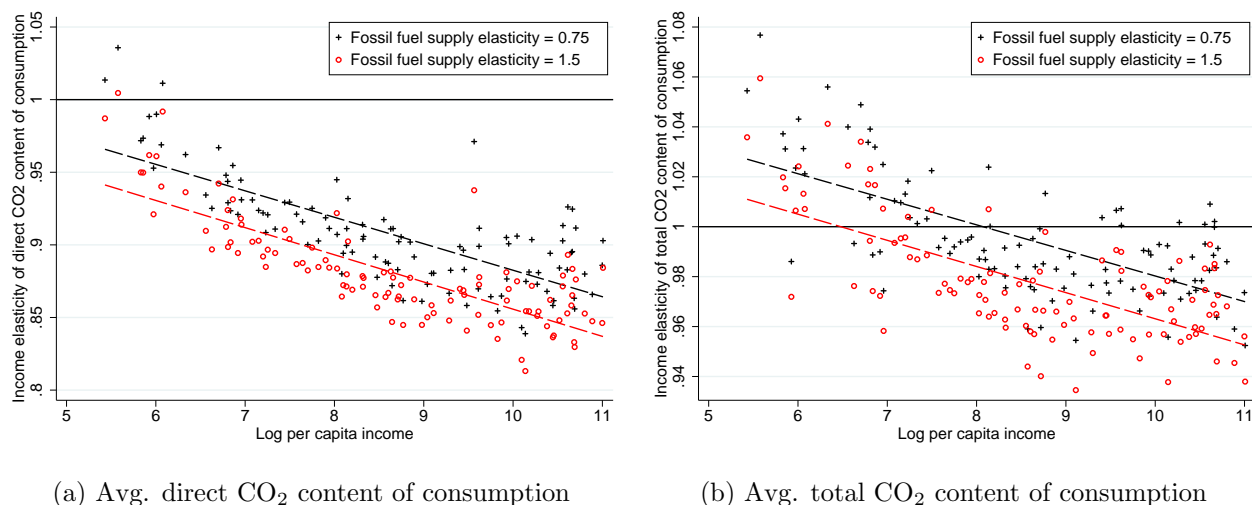 Income elasticity of direct CO2 content of consumption
1.05
1
.95
.9
.85
.8
+ Fossil fuel supply elasticity = 0.75
o Fossil fuel supply elasticity = 1.5
5 6 7 8 9 10 11
Log per capita income
(a) Avg. direct CO₂ content of consumption
Income elasticity of total CO2 content of consumption
1.08
1.06
1.04
1.02
1
.98
.96
.94
+ Fossil fuel supply elasticity = 0.75
o Fossil fuel supply elasticity = 1.5
5 6 7 8 9 10 11
Log per capita income
(b) Avg. total CO₂ content of consumption